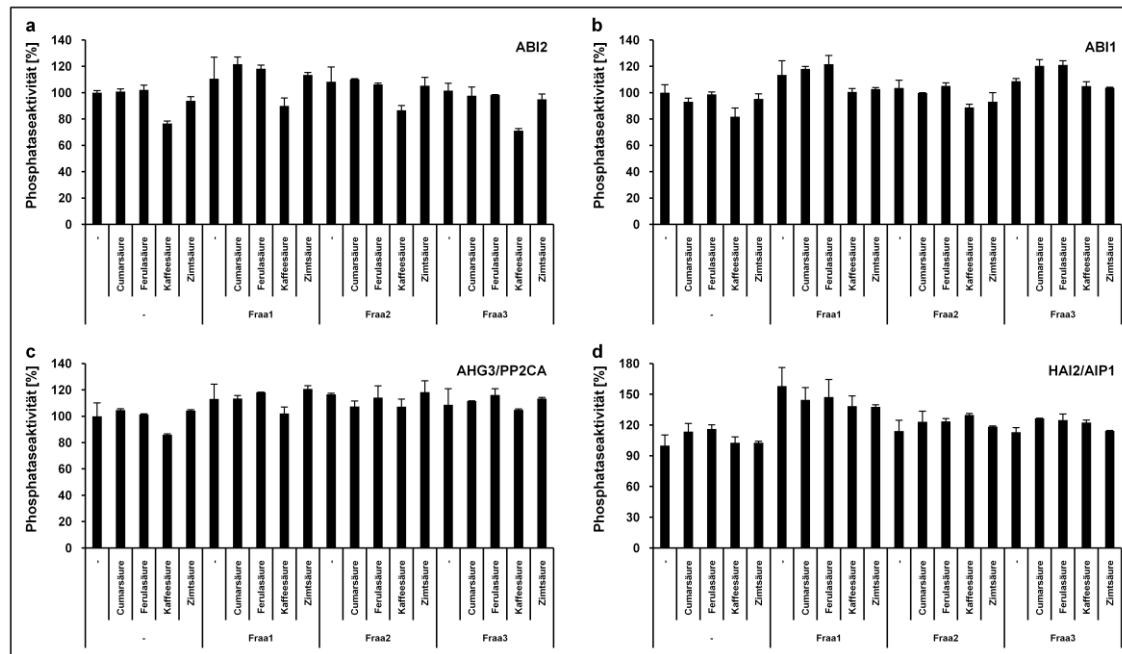 a
ABI2
Phosphataseaktivität [%]
140
120
100
80
60
40
20
0
- Cumarsäure Ferulasäure Kaffeesäure Zimtsäure - Cumarsäure Ferulasäure Kaffeesäure Zimtsäure - Cumarsäure Ferulasäure Kaffeesäure Zimtsäure - Cumarsäure Ferulasäure Kaffeesäure Zimtsäure
- Fraa1 Fraa2 Fraa3
b
ABI1
Phosphataseaktivität [%]
140
120
100
80
60
40
20
0
- Cumarsäure Ferulasäure Kaffeesäure Zimtsäure - Cumarsäure Ferulasäure Kaffeesäure Zimtsäure - Cumarsäure Ferulasäure Kaffeesäure Zimtsäure - Cumarsäure Ferulasäure Kaffeesäure Zimtsäure
- Fraa1 Fraa2 Fraa3
c
AHG3/PP2CA
Phosphataseaktivität [%]
140
120
100
80
60
40
20
0
- Cumarsäure Ferulasäure Kaffeesäure Zimtsäure - Cumarsäure Ferulasäure Kaffeesäure Zimtsäure - Cumarsäure Ferulasäure Kaffeesäure Zimtsäure - Cumarsäure Ferulasäure Kaffeesäure Zimtsäure
- Fraa1 Fraa2 Fraa3
d
HAI2/AIP1
Phosphataseaktivität [%]
180
150
120
90
60
30
0
- Cumarsäure Ferulasäure Kaffeesäure Zimtsäure - Cumarsäure Ferulasäure Kaffeesäure Zimtsäure - Cumarsäure Ferulasäure Kaffeesäure Zimtsäure - Cumarsäure Ferulasäure Kaffeesäure Zimtsäure
- Fraa1 Fraa2 Fraa3